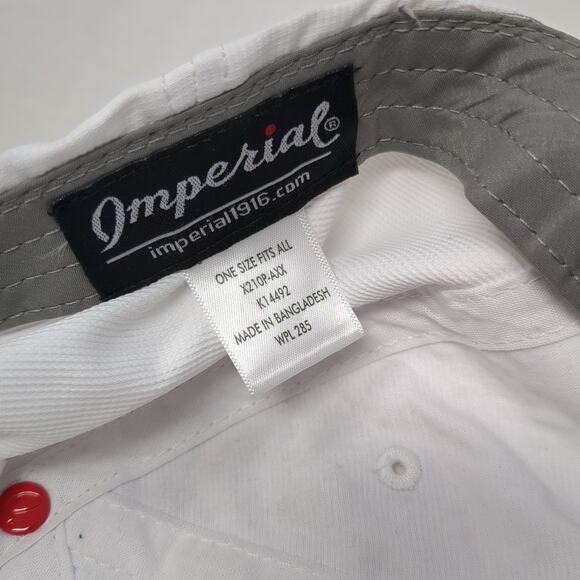 Imperial®
imperial1916.com
ONE SIZE FITS ALL
X210P-AXX
K14492
MADE IN BANGLADESH
WPL 285